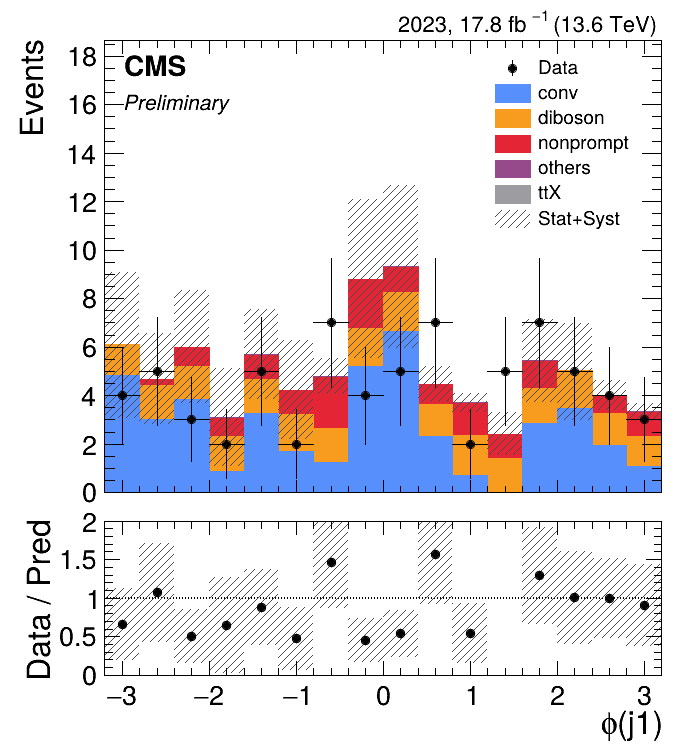 2023, 17.8 fb⁻¹ (13.6 TeV)
CMS
Preliminary
Events
18
16
14
12
10
8
6
4
2
0
Data
conv
diboson
nonprompt
others
ttX
Stat+Syst
Data / Pred
2
1.5
1
0.5
0
−3 −2 −1 0 1 2 3
ϕ(j1)